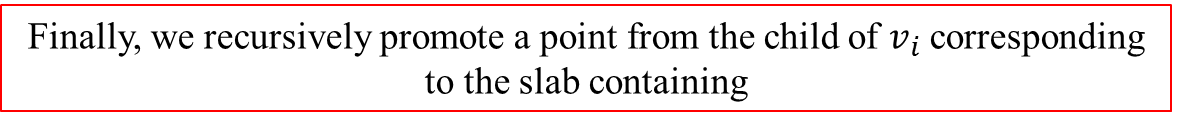 Finally, we recursively promote a point from the child of 𝑣𝑖 corresponding
to the slab containing